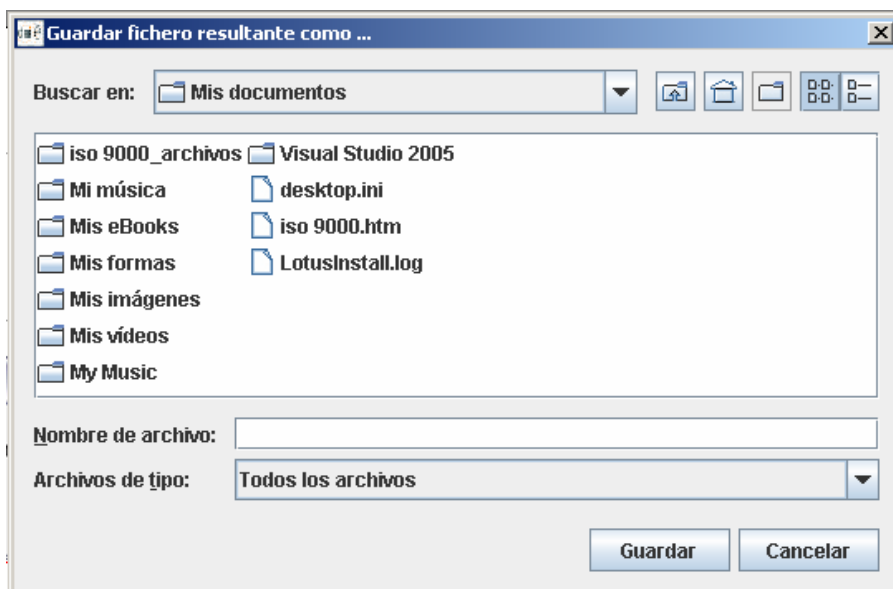 Guardar fichero resultante como ...
Buscar en: Mis documentos
iso 9000_archivos Visual Studio 2005
Mi música desktop.ini
Mis eBooks iso 9000.htm
Mis formas LotusInstall.log
Mis imágenes
Mis vídeos
My Music
Nombre de archivo:
Archivos de tipo: Todos los archivos
Guardar Cancelar